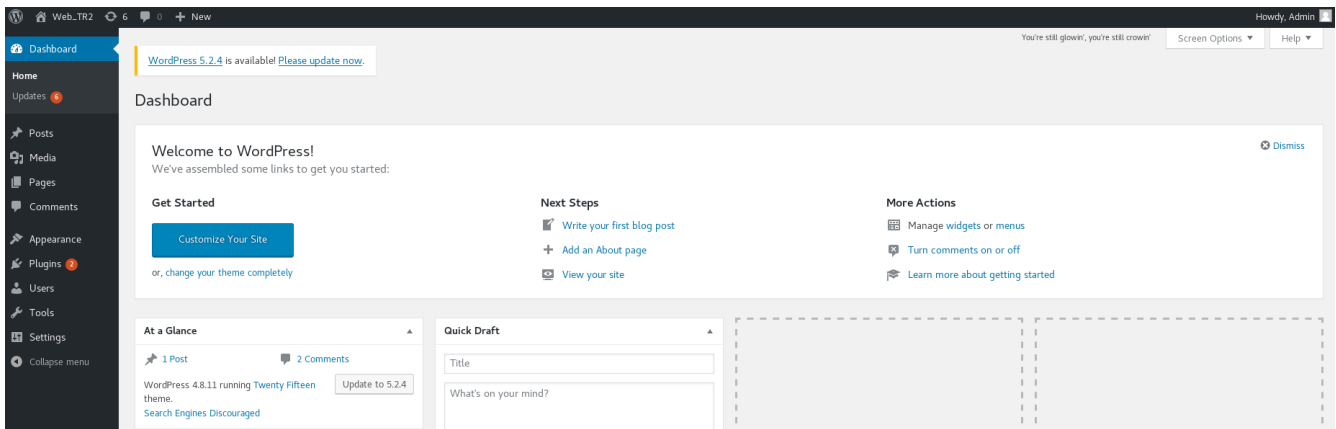 Web_TR2 6 0 + New Howdy, Admin
Dashboard
Home
Updates 6
Posts
Media
Pages
Comments
Appearance
Plugins 2
Users
Tools
Settings
Collapse menu
You're still glowin', you're still crowin' Screen Options ▼ Help ▼
WordPress 5.2.4 is available! Please update now.
Dashboard
Welcome to WordPress!
We've assembled some links to get you started:
Dismiss
Get Started
Customize Your Site
or, change your theme completely
Next Steps
Write your first blog post
Add an About page
View your site
More Actions
Manage widgets or menus
Turn comments on or off
Learn more about getting started
At a Glance
1 Post 2 Comments
WordPress 4.8.11 running Twenty Fifteen
theme.
Update to 5.2.4
Search Engines Discouraged
Quick Draft
Title
What's on your mind?